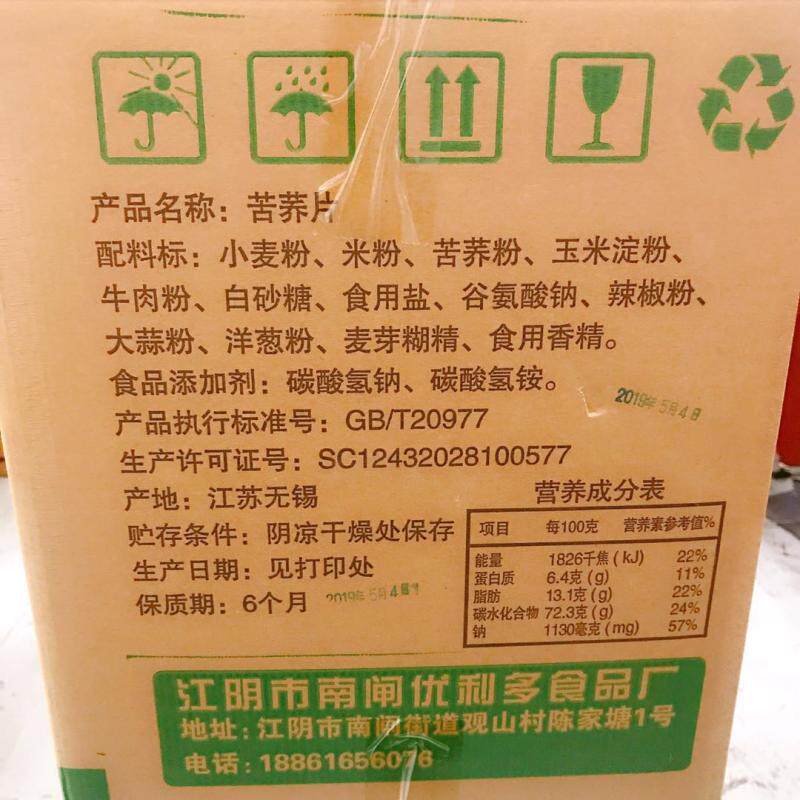 产品名称：苦荞片
配料标：小麦粉、米粉、苦荞粉、玉米淀粉、
牛肉粉、白砂糖、食用盐、谷氨酸钠、辣椒粉、
大蒜粉、洋葱粉、麦芽糊精、食用香精。
食品添加剂：碳酸氢钠、碳酸氢铵。
2019年5月4日
产品执行标准号：GB/T20977
生产许可证号：SC12432028100577
产地：江苏无锡
贮存条件：阴凉干燥处保存
生产日期：见打印处
保质期：6个月 2019年5月4日
营养成分表
项目 每100克 营养素参考值%
能量 1826千焦(kJ) 22%
蛋白质 6.4克(g) 11%
脂肪 13.1克(g) 22%
碳水化合物 72.3克(g) 24%
钠 1130毫克(mg) 57%
江阴市南闸优利多食品厂
地址：江阴市南闸街道观山村陈家塘1号
电话：18861656076